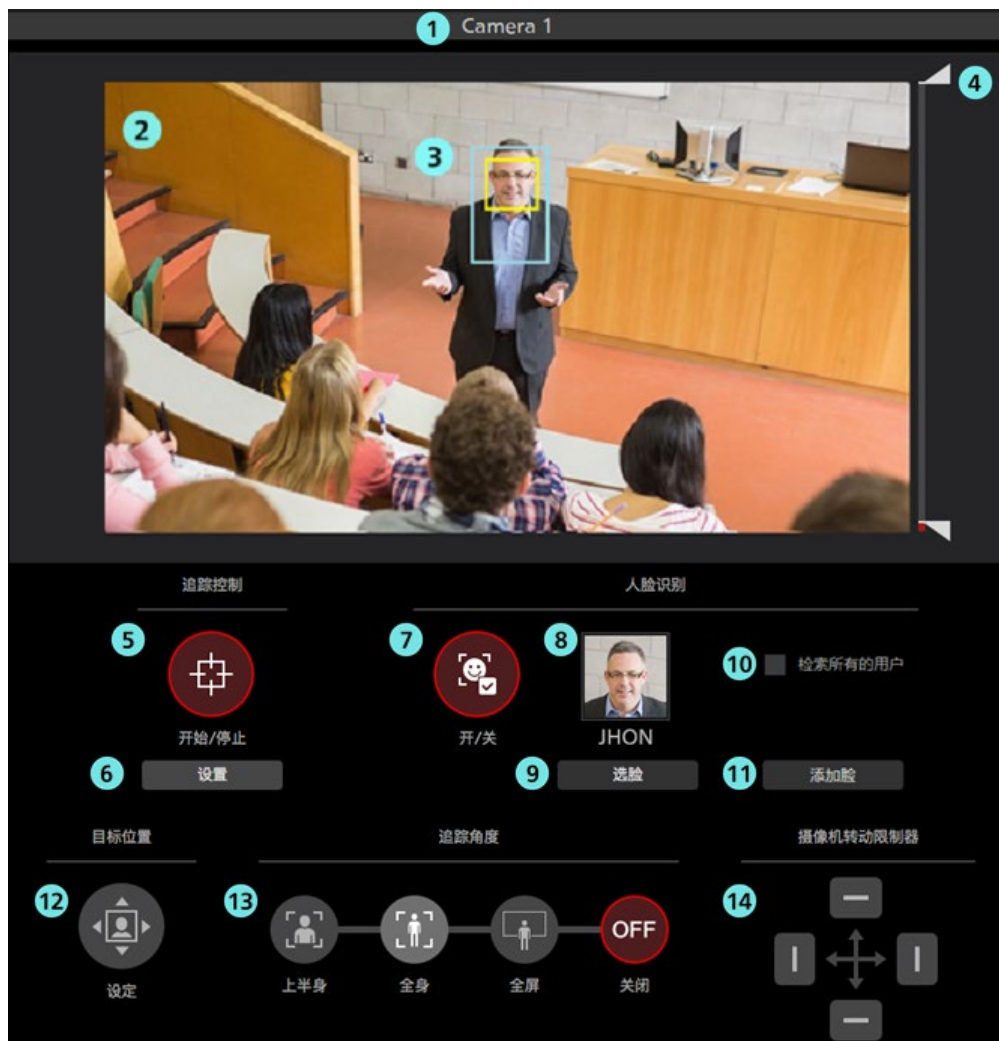 1 Camera 1
4
2
3
追踪控制 人脸识别
5 7 8
10 检索所有的用户
开始/停止 开/关 JHON
6 设置 9 选脸 11 添加脸
目标位置 追踪角度 摄像机转动限制器
12 13 14
OFF
设定 上半身 全身 全屏 关闭